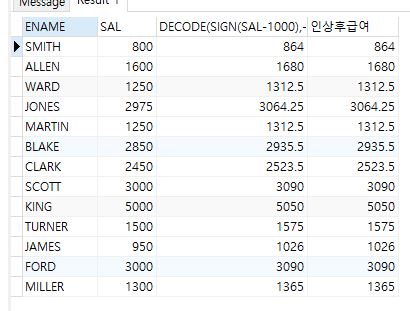 Message Result 1
ENAME SAL DECODE(SIGN(SAL-1000),- 인상후급여
SMITH 800 864 864
ALLEN 1600 1680 1680
WARD 1250 1312.5 1312.5
JONES 2975 3064.25 3064.25
MARTIN 1250 1312.5 1312.5
BLAKE 2850 2935.5 2935.5
CLARK 2450 2523.5 2523.5
SCOTT 3000 3090 3090
KING 5000 5050 5050
TURNER 1500 1575 1575
JAMES 950 1026 1026
FORD 3000 3090 3090
MILLER 1300 1365 1365